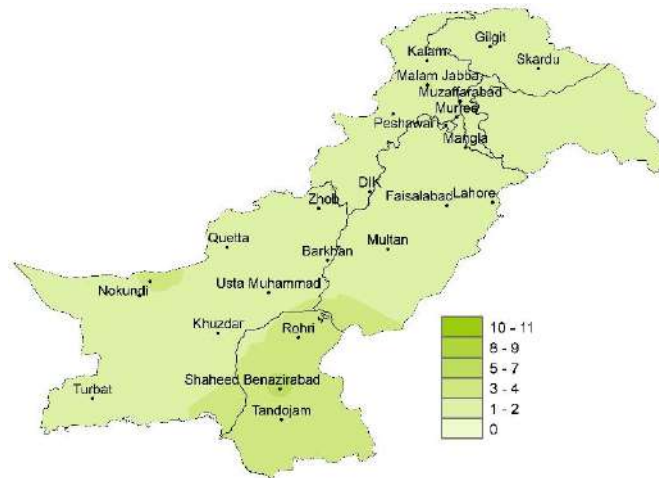 Gilgit
Kalam
Skardu
Malam Jabba
Muzaffarabad
Murree
Peshawar
Mangla
DIK
Zhob
Faisalabad
Lahore
Quetta
Barkhan
Multan
Nokundi
Usta Muhammad
Khuzdar
Rohri
Turbat
Shaheed Benazirabad
Tandojam
10 - 11
8 - 9
5 - 7
3 - 4
1 - 2
0